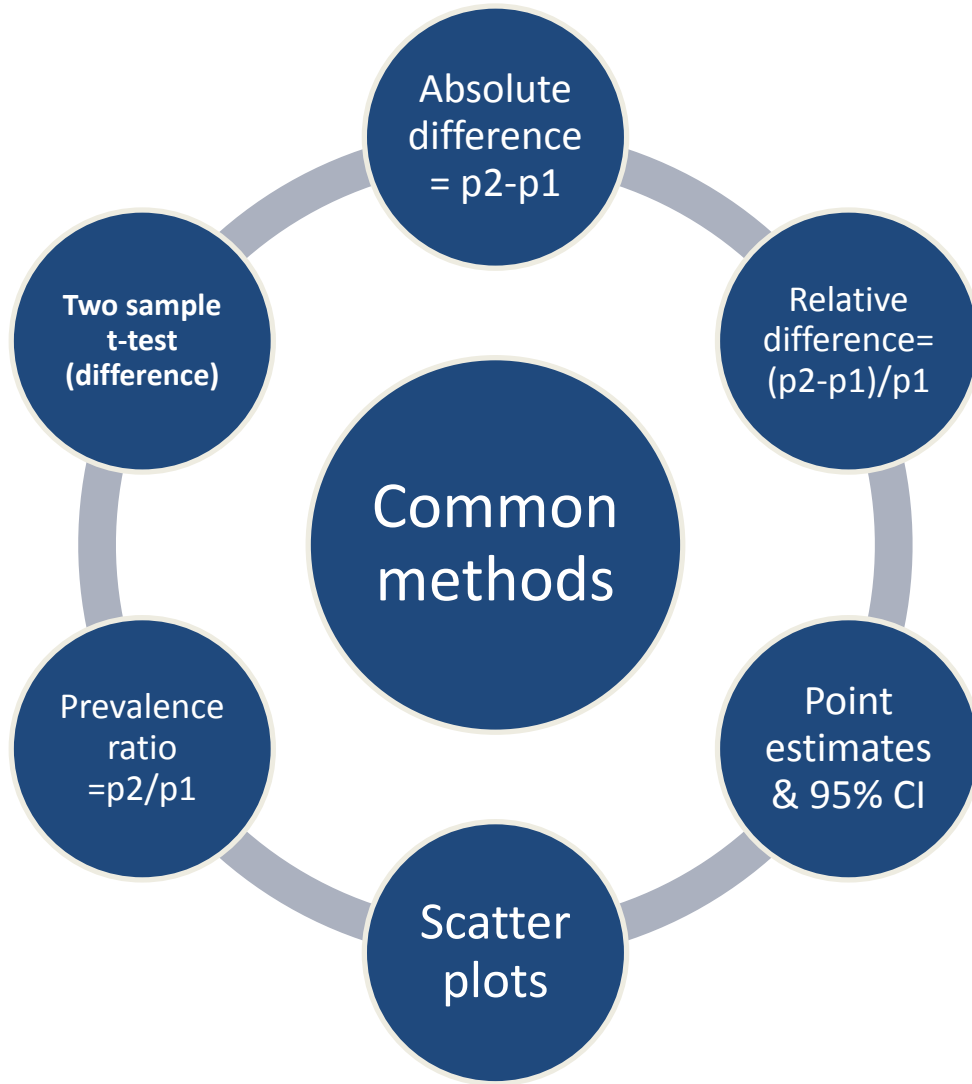 Absolute
difference
= p2-p1
Two sample
t-test
(difference)
Relative
difference=
(p2-p1)/p1
Common
methods
Prevalence
ratio
=p2/p1
Point
estimates
& 95% CI
Scatter
plots